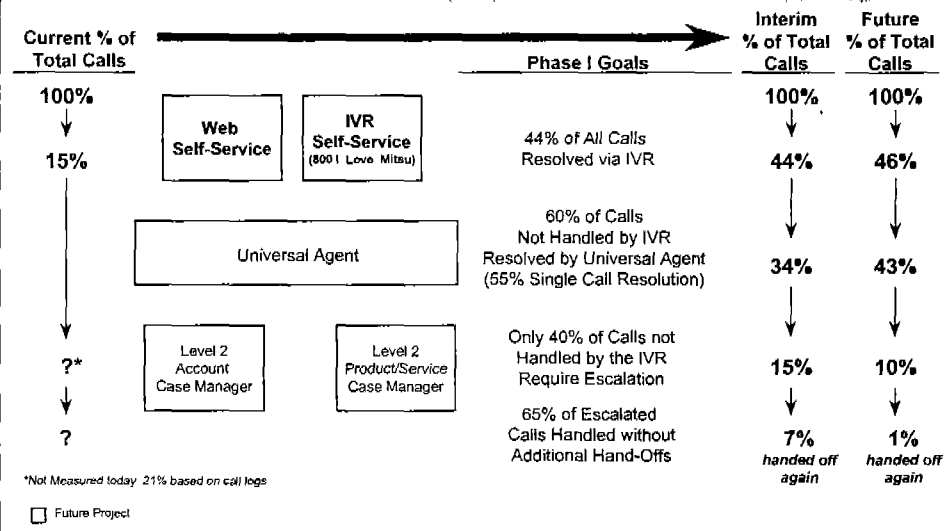 Current % of
Total Calls
Phase I Goals
Interim
% of Total
Calls
Future
% of Total
Calls
100%
15%
?*
?
Web
Self-Service
IVR
Self-Service
(800 I Love Mitsu)
Universal Agent
Level 2
Account
Case Manager
Level 2
Product/Service
Case Manager
44% of All Calls
Resolved via IVR
60% of Calls
Not Handled by IVR
Resolved by Universal Agent
(55% Single Call Resolution)
Only 40% of Calls not
Handled by the IVR
Require Escalation
65% of Escalated
Calls Handled without
Additional Hand-Offs
100%
44%
34%
15%
7%
handed off
again
100%
46%
43%
10%
1%
handed off
again
*Not Measured today 21% based on call logs
Future Project